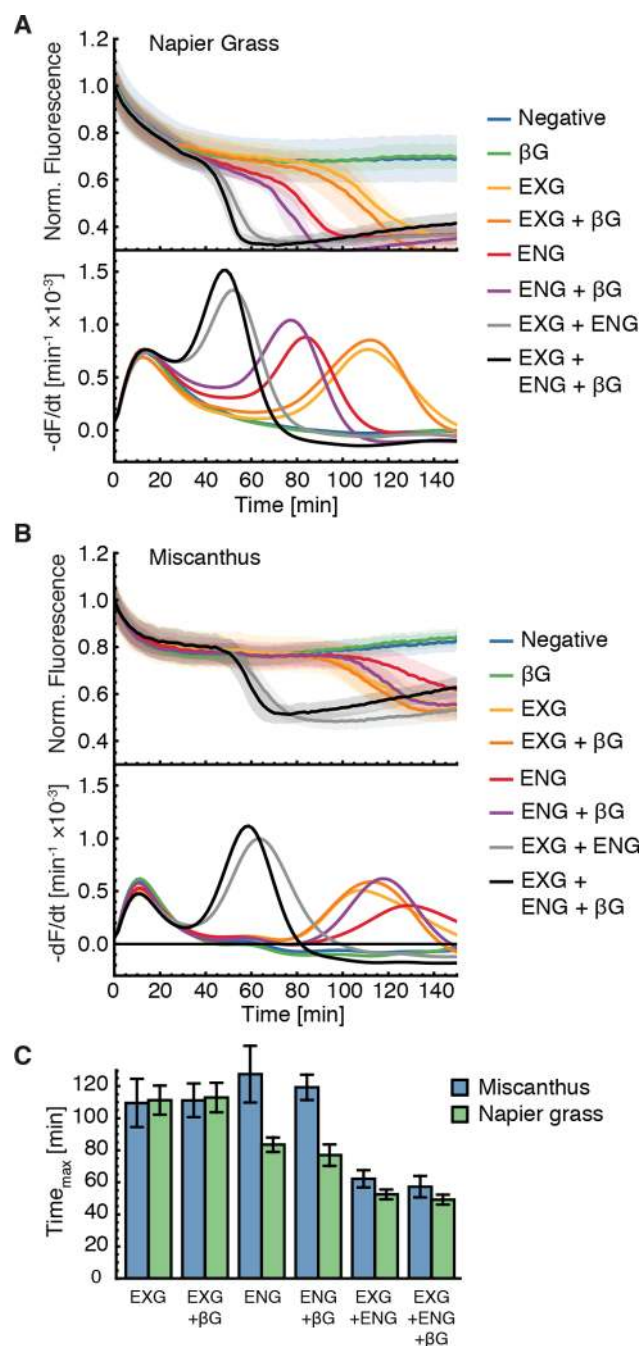 A
Napier Grass
Norm. Fluorescence
1.2
1.0
0.8
0.6
0.4
Negative
βG
EXG
EXG + βG
ENG
ENG + βG
EXG + ENG
EXG +
ENG + βG
-dF/dt [min⁻¹ ×10⁻³]
1.5
1.0
0.5
0.0
0 20 40 60 80 100 120 140
Time [min]
B
Miscanthus
Norm. Fluorescence
1.2
1.0
0.8
0.6
0.4
Negative
βG
EXG
EXG + βG
ENG
ENG + βG
EXG + ENG
EXG +
ENG + βG
-dF/dt [min⁻¹ ×10⁻³]
1.5
1.0
0.5
0.0
0 20 40 60 80 100 120 140
Time [min]
C
Time_max [min]
120
100
80
60
40
20
0
Miscanthus
Napier grass
EXG EXG ENG ENG EXG EXG
+βG +βG +ENG +ENG
+βG